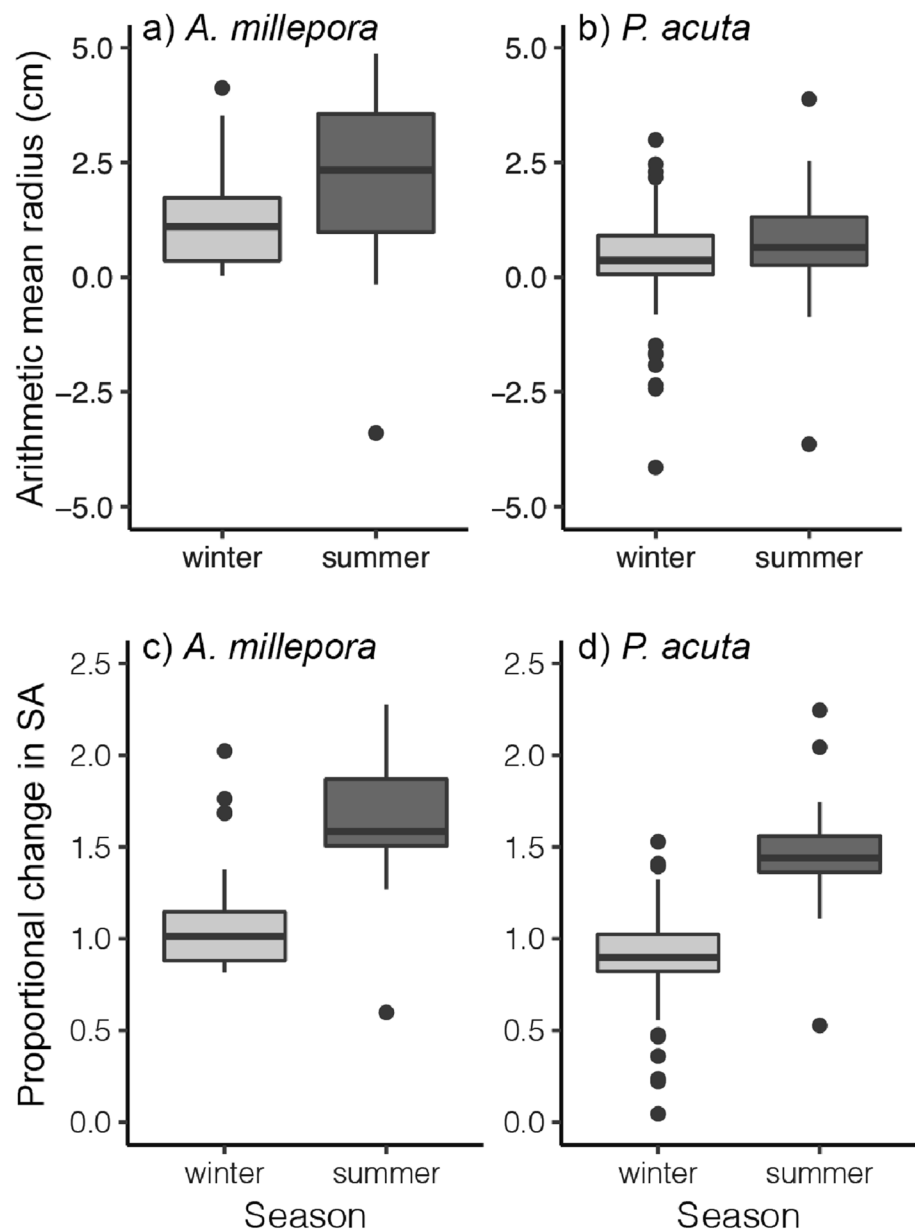 a) A. millepora
b) P. acuta
Arithmetic mean radius (cm)
5.0
2.5
0.0
−2.5
−5.0
5.0
2.5
0.0
−2.5
−5.0
winter
summer
winter
summer
c) A. millepora
d) P. acuta
Proportional change in SA
2.5
2.0
1.5
1.0
0.5
0.0
2.5
2.0
1.5
1.0
0.5
0.0
winter
summer
winter
summer
Season
Season